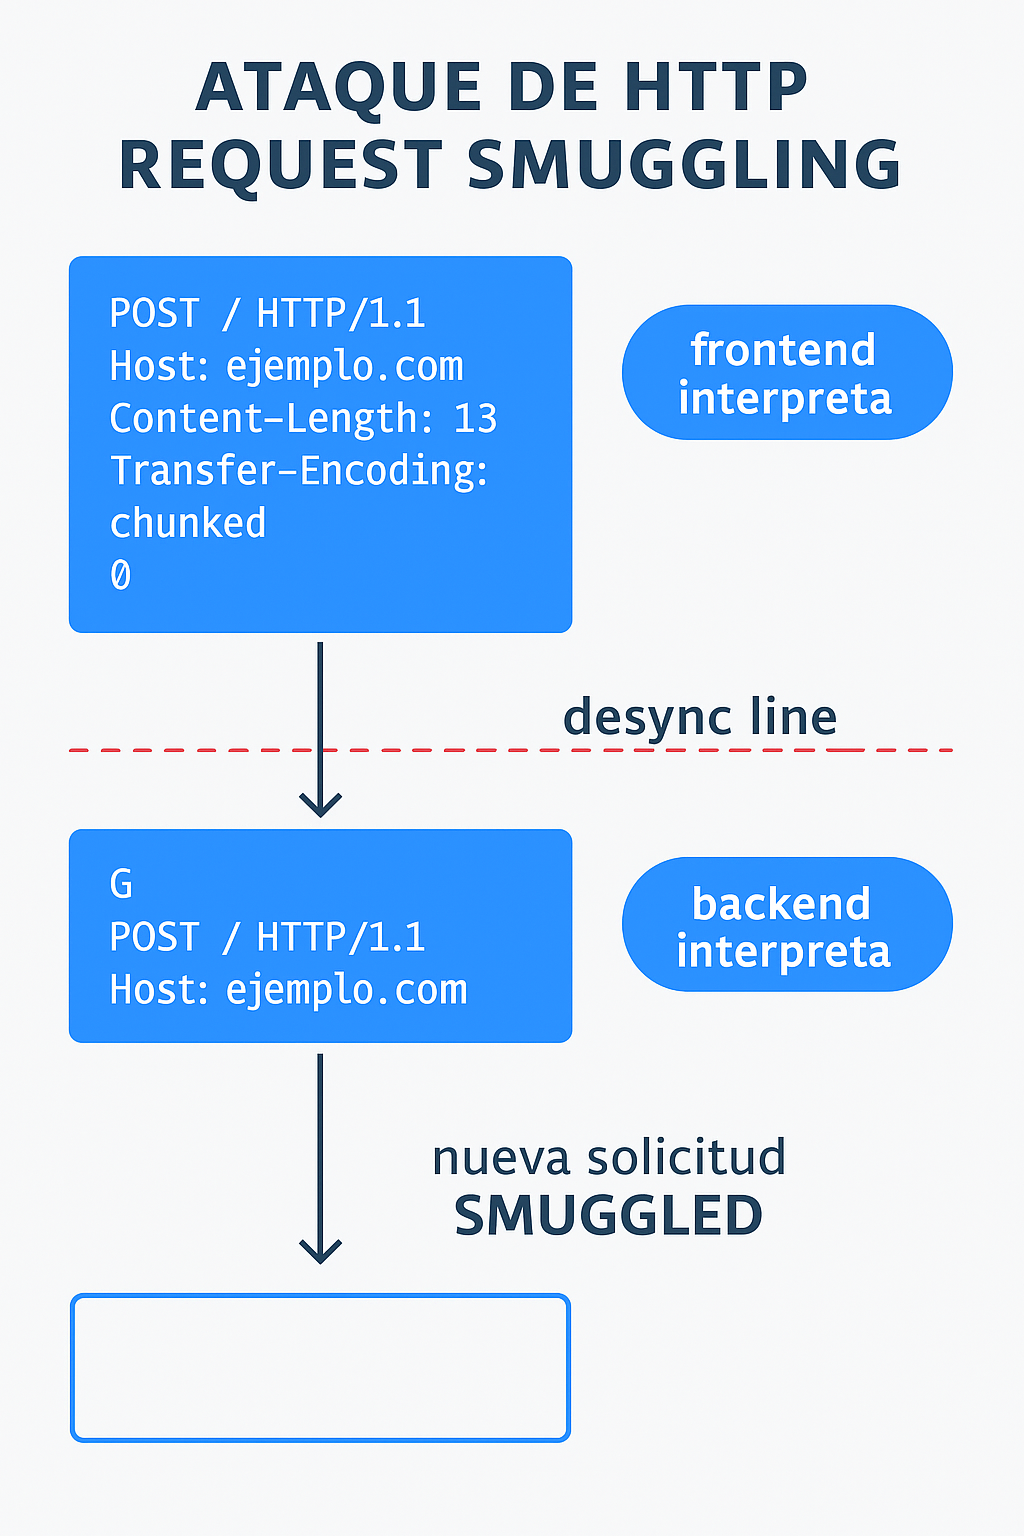 ATAQUE DE HTTP
REQUEST SMUGGLING
POST / HTTP/1.1
Host: ejemplo.com
Content-Length: 13
Transfer-Encoding:
chunked
0
frontend
interpreta
desync line
G
POST / HTTP/1.1
Host: ejemplo.com
backend
interpreta
nueva solicitud
SMUGGLED